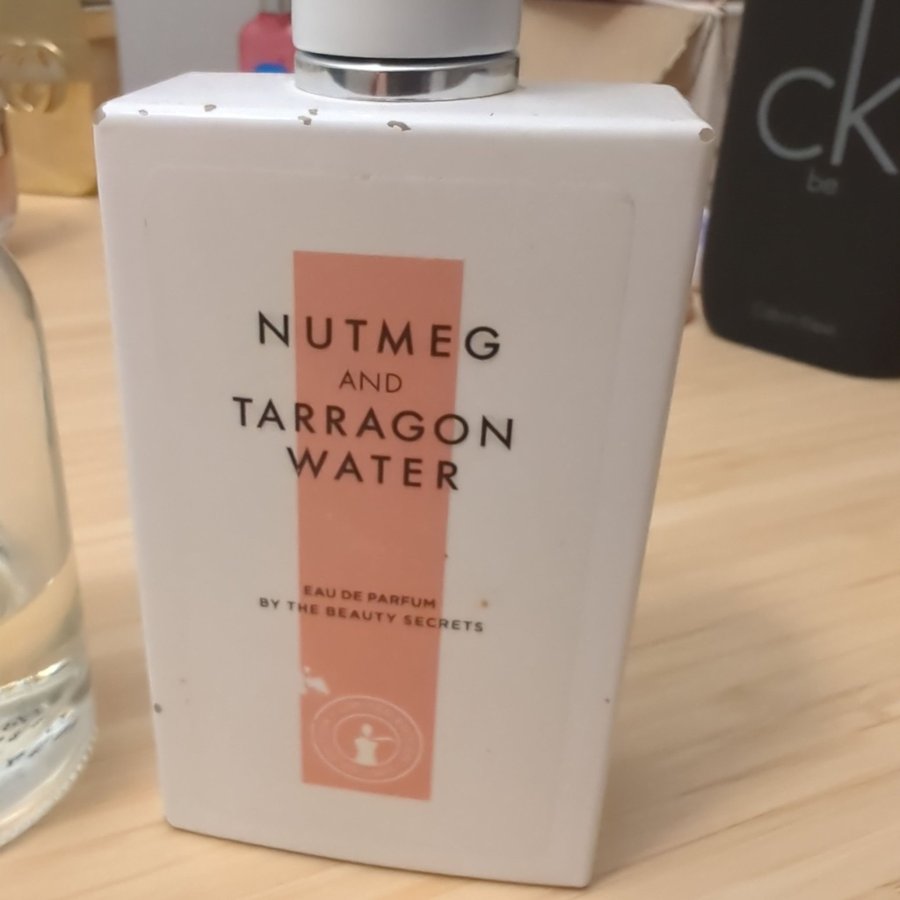 NUTMEG
AND
TARRAGON
WATER
EAU DE PARFUM
BY THE BEAUTY SECRETS
ck
be